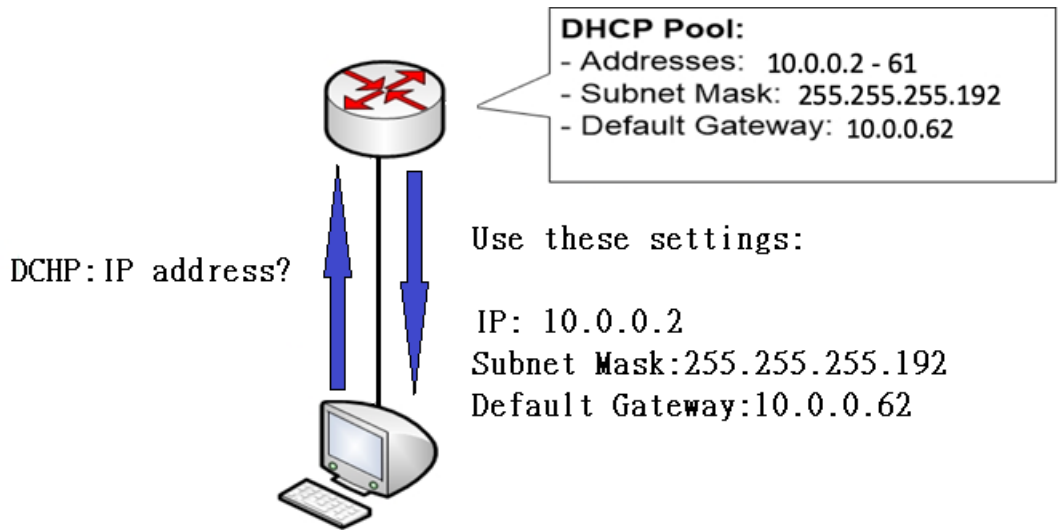 DHCP Pool:
- Addresses: 10.0.0.2 - 61
- Subnet Mask: 255.255.255.192
- Default Gateway: 10.0.0.62
DCHP:IP address?
Use these settings:
IP: 10.0.0.2
Subnet Mask:255.255.255.192
Default Gateway:10.0.0.62